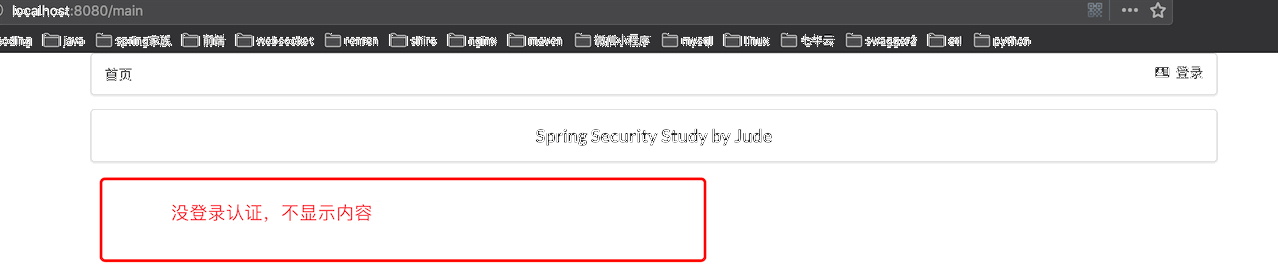 localhost:8080/main
java spring家族 前端 websocket renren shiro nginx maven 微信小程序 mysql linux 七牛云 swagger2 python
首页 登录
Spring Security Study by Jude
没登录认证，不显示内容